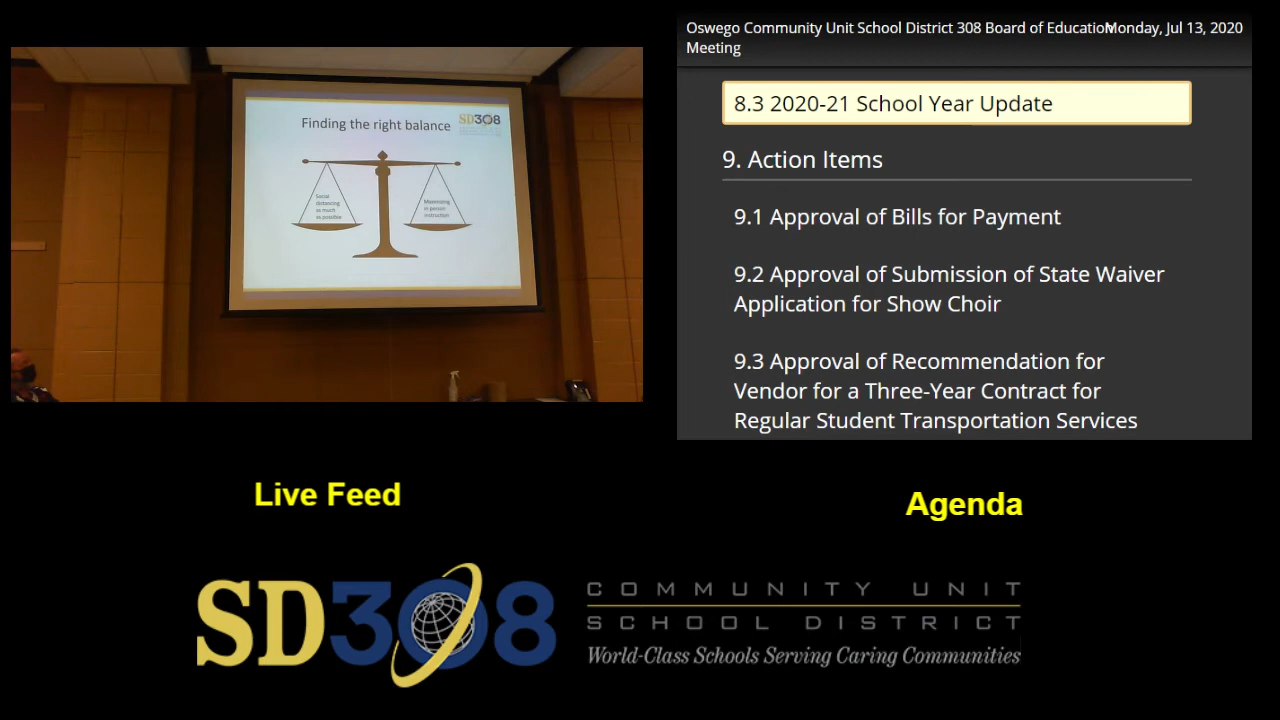 Finding the right balance
SD308
Social
distancing
as much
as possible
Maximizing
in person
instruction
Oswego Community Unit School District 308 Board of Education
Meeting
Monday, Jul 13, 2020
8.3 2020-21 School Year Update
9. Action Items
9.1 Approval of Bills for Payment
9.2 Approval of Submission of State Waiver
Application for Show Choir
9.3 Approval of Recommendation for
Vendor for a Three-Year Contract for
Regular Student Transportation Services
Live Feed
Agenda
SD308
COMMUNITY UNIT
SCHOOL DISTRICT
World-Class Schools Serving Caring Communities